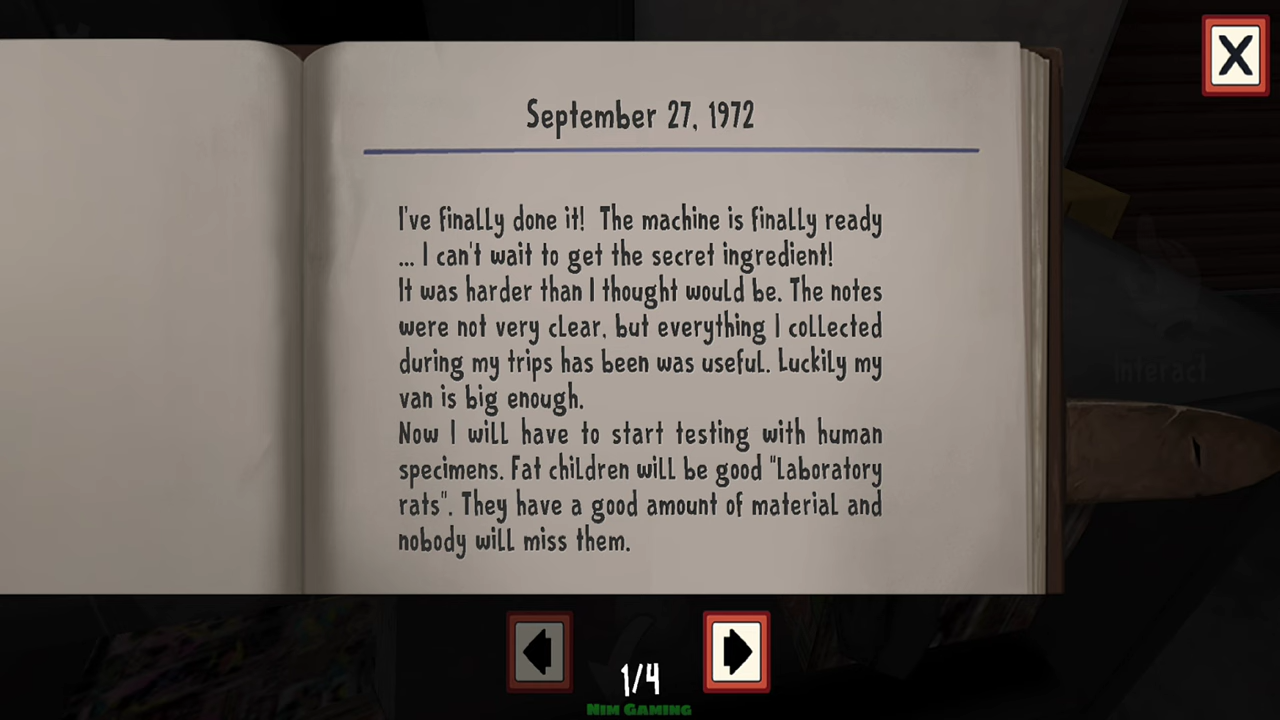 X
September 27, 1972
I've finally done it! The machine is finally ready
... I can't wait to get the secret ingredient!
It was harder than I thought would be. The notes
were not very clear, but everything I collected
during my trips has been was useful. Luckily my
van is big enough.
Now I will have to start testing with human
specimens. Fat children will be good "Laboratory
rats". They have a good amount of material and
nobody will miss them.
Interact
1/4
Nim Gaming